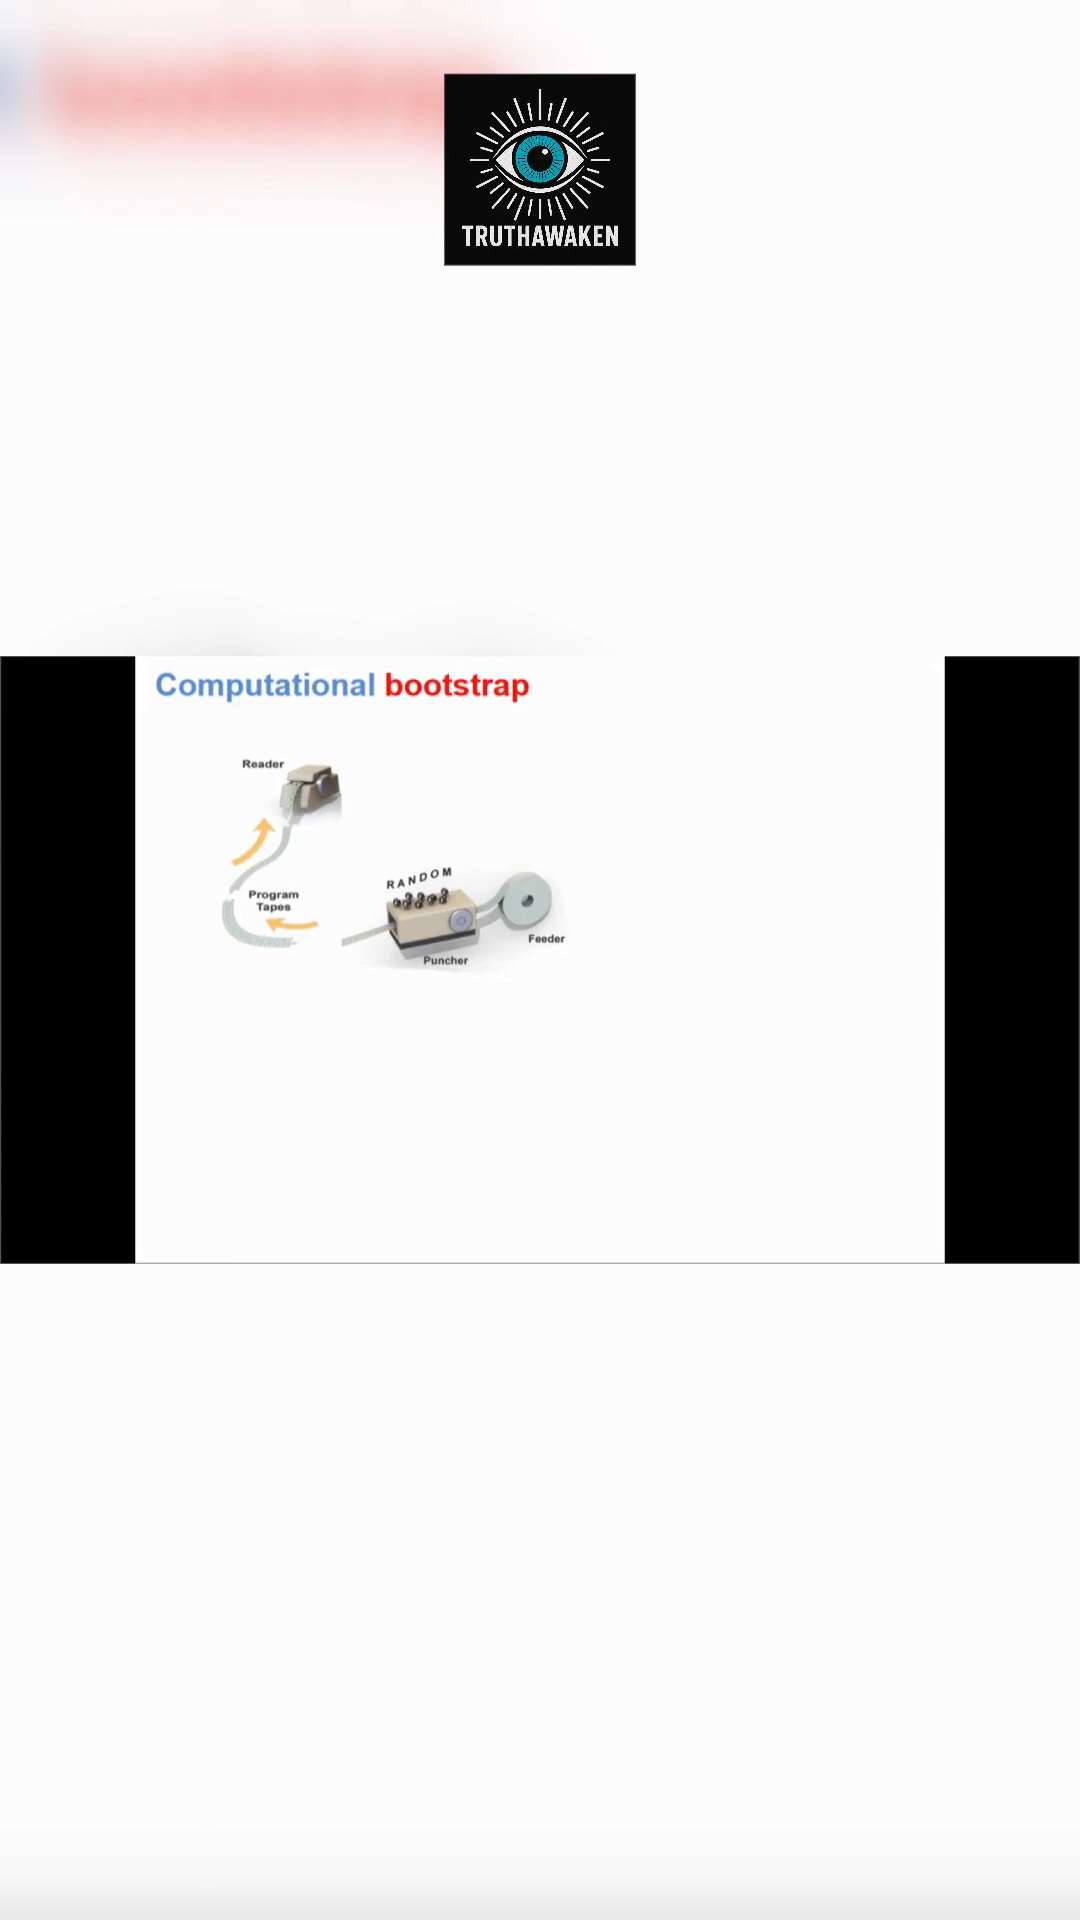 TRUTHAWAKEN
Computational bootstrap
Reader
RANDOM
Program
Tapes
Feeder
Puncher